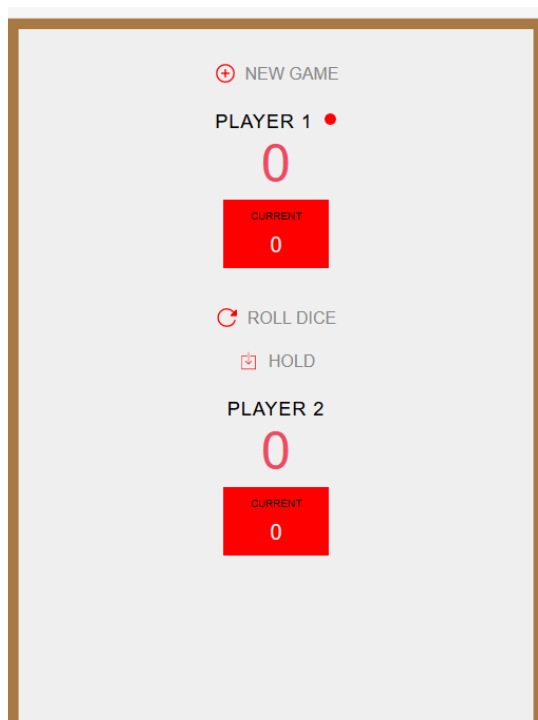 NEW GAME
PLAYER 1
0
CURRENT
0
ROLL DICE
HOLD
PLAYER 2
0
CURRENT
0